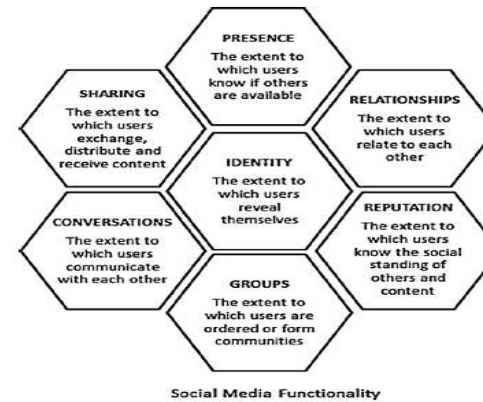 PRESENCE
The extent to
which users
know if others
are available
SHARING
The extent to
which users
exchange,
distribute and
receive content
RELATIONSHIPS
The extent to
which users
relate to each
other
IDENTITY
The extent to
which users
reveal
themselves
CONVERSATIONS
The extent to
which users
communicate
with each other
REPUTATION
The extent to
which users
know the social
standing of
others and
content
GROUPS
The extent to
which users are
ordered or form
communities
Social Media Functionality